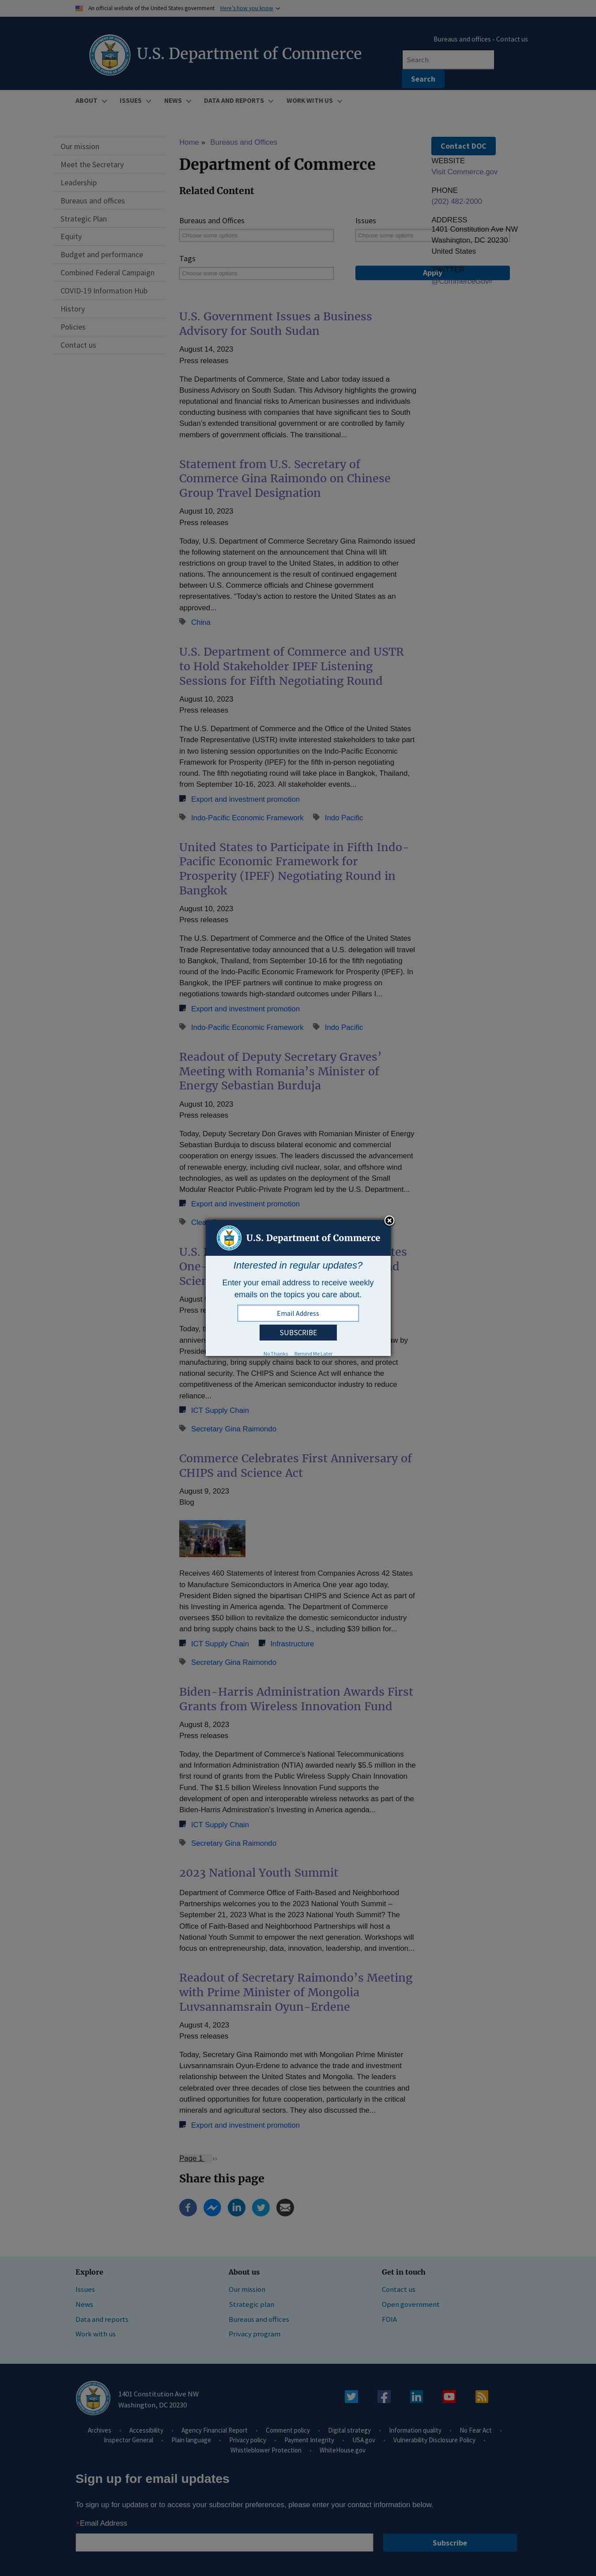 An official website of the United States government Here's how you know
U.S. Department of Commerce
Bureaus and offices - Contact us
Search
Search
ABOUT ISSUES NEWS DATA AND REPORTS WORK WITH US
Our mission
Meet the Secretary
Leadership
Bureaus and offices
Strategic Plan
Equity
Budget and performance
Combined Federal Campaign
COVID-19 Information Hub
History
Policies
Contact us
Home » Bureaus and Offices
Department of Commerce
Related Content
Bureaus and Offices
Choose some options
Issues
Choose some options
Tags
Choose some options
Apply
Contact DOC
WEBSITE
Visit Commerce.gov
PHONE
(202) 482-2000
ADDRESS
1401 Constitution Ave NW
Washington, DC 20230
United States
@CommerceGov
U.S. Government Issues a Business
Advisory for South Sudan
August 14, 2023
Press releases
The Departments of Commerce, State and Labor today issued a
Business Advisory on South Sudan. This Advisory highlights the growing
reputational and financial risks to American businesses and individuals
conducting business with companies that have significant ties to South
Sudan's extended transitional government or are controlled by family
members of government officials. The transitional...
Statement from U.S. Secretary of
Commerce Gina Raimondo on Chinese
Group Travel Designation
August 10, 2023
Press releases
Today, U.S. Department of Commerce Secretary Gina Raimondo issued
the following statement on the announcement that China will lift
restrictions on group travel to the United States, in addition to other
nations. The announcement is the result of continued engagement
between U.S. Commerce officials and Chinese government
representatives. "Today's action to restore the United States as an
approved...
China
U.S. Department of Commerce and USTR
to Hold Stakeholder IPEF Listening
Sessions for Fifth Negotiating Round
August 10, 2023
Press releases
The U.S. Department of Commerce and the Office of the United States
Trade Representative (USTR) invite interested stakeholders to take part
in two listening session opportunities on the Indo-Pacific Economic
Framework for Prosperity (IPEF) for the fifth in-person negotiating
round. The fifth negotiating round will take place in Bangkok, Thailand,
from September 10-16, 2023. All stakeholder events...
Export and investment promotion
Indo-Pacific Economic Framework Indo Pacific
United States to Participate in Fifth Indo-
Pacific Economic Framework for
Prosperity (IPEF) Negotiating Round in
Bangkok
August 10, 2023
Press releases
The U.S. Department of Commerce and the Office of the United States
Trade Representative today announced that a U.S. delegation will travel
to Bangkok, Thailand, from September 10-16 for the fifth negotiating
round of the Indo-Pacific Economic Framework for Prosperity (IPEF). In
Bangkok, the IPEF partners will continue to make progress on
negotiations towards high-standard outcomes under Pillars I...
Export and investment promotion
Indo-Pacific Economic Framework Indo Pacific
Readout of Deputy Secretary Graves'
Meeting with Romania's Minister of
Energy Sebastian Burduja
August 10, 2023
Press releases
Today, Deputy Secretary Don Graves with Romanian Minister of Energy
Sebastian Burduja to discuss bilateral economic and commercial
cooperation on energy issues. The leaders discussed the advancement
of renewable energy, including nuclear, solar, and offshore wind
technologies, as well as updates on the deployment of the Small
Modular Reactor Public-Private Program led by the U.S. Department...
Export and investment promotion
U.S. Department of Commerce
Interested in regular updates?
Enter your email address to receive weekly
emails on the topics you care about.
Email Address
SUBSCRIBE
No Thanks Remind Me Later
manufacturing, bring supply chains back to our shores, and protect
national security. The CHIPS and Science Act will enhance the
competitiveness of the American semiconductor industry and reduce
reliance...
ICT Supply Chain
Secretary Gina Raimondo
Commerce Celebrates First Anniversary of
CHIPS and Science Act
August 9, 2023
Blog
Receives 460 Statements of Interest from Companies Across 42 States
to Manufacture Semiconductors in America One year ago today,
President Biden signed the bipartisan CHIPS and Science Act as part of
his Investing in America agenda. The Department of Commerce
oversees $50 billion to revitalize the domestic semiconductor industry
and bring supply chains back to the U.S., including $39 billion for...
ICT Supply Chain Infrastructure
Secretary Gina Raimondo
Biden-Harris Administration Awards First
Grants from Wireless Innovation Fund
August 8, 2023
Press releases
Today, the Department of Commerce's National Telecommunications
and Information Administration (NTIA) awarded nearly $5.5 million in the
first round of grants from the Public Wireless Supply Chain Innovation
Fund. The $1.5 billion Wireless Innovation Fund supports the
development of open and interoperable wireless networks as part of the
Biden-Harris Administration's Investing in America agenda...
ICT Supply Chain
Secretary Gina Raimondo
2023 National Youth Summit
Department of Commerce Office of Faith-Based and Neighborhood
Partnerships welcomes you to the 2023 National Youth Summit –
September 21, 2023 What is the 2023 National Youth Summit? The
Office of Faith-Based and Neighborhood Partnerships will host a
National Youth Summit to empower the next generation. Workshops will
focus on entrepreneurship, data, innovation, leadership, and invention...
Readout of Secretary Raimondo's Meeting
with Prime Minister of Mongolia
Luvsannamsrain Oyun-Erdene
August 4, 2023
Press releases
Today, Secretary Gina Raimondo met with Mongolian Prime Minister
Luvsannamsrain Oyun-Erdene to advance the trade and investment
relationship between the United States and Mongolia. The leaders
celebrated over three decades of close ties between the countries and
outlined opportunities for future cooperation, particularly in the critical
minerals and agricultural sectors. They also discussed the...
Export and investment promotion
Page 1 ››
Share this page
Explore
Issues
News
Data and reports
Work with us
About us
Our mission
Strategic plan
Bureaus and offices
Privacy program
Get in touch
Contact us
Open government
FOIA
1401 Constitution Ave NW
Washington, DC 20230
Archives - Accessibility - Agency Financial Report - Comment policy - Digital strategy - Information quality - No Fear Act -
Inspector General - Plain language - Privacy policy - Payment Integrity - USA.gov - Vulnerability Disclosure Policy -
Whistleblower Protection - WhiteHouse.gov
Sign up for email updates
To sign up for updates or to access your subscriber preferences, please enter your contact information below.
*Email Address
Subscribe